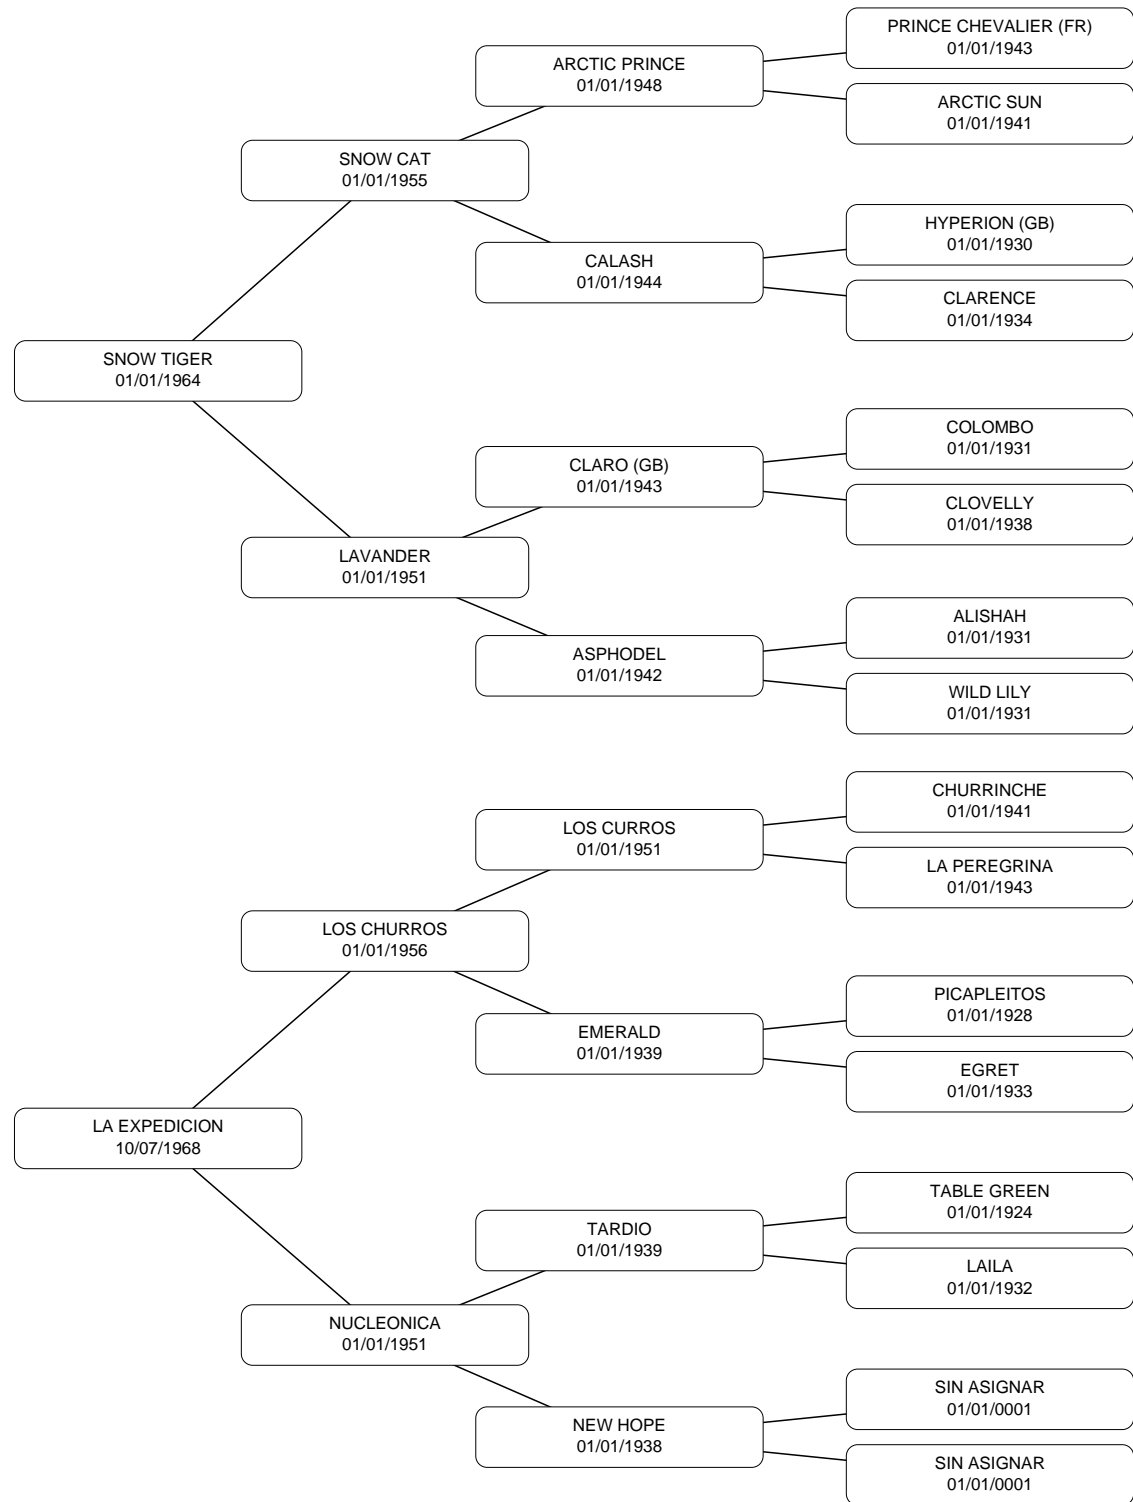 PRINCE CHEVALIER (FR)
01/01/1943
ARCTIC PRINCE
01/01/1948
ARCTIC SUN
01/01/1941
SNOW CAT
01/01/1955
HYPERION (GB)
01/01/1930
CALASH
01/01/1944
CLARENCE
01/01/1934
SNOW TIGER
01/01/1964
COLOMBO
01/01/1931
CLARO (GB)
01/01/1943
CLOVELLY
01/01/1938
LAVANDER
01/01/1951
ALISHAH
01/01/1931
ASPHODEL
01/01/1942
WILD LILY
01/01/1931
CHURRINCHE
01/01/1941
LOS CURROS
01/01/1951
LA PEREGRINA
01/01/1943
LOS CHURROS
01/01/1956
PICAPLEITOS
01/01/1928
EMERALD
01/01/1939
EGRET
01/01/1933
LA EXPEDICION
10/07/1968
TABLE GREEN
01/01/1924
TARDIO
01/01/1939
LAILA
01/01/1932
NUCLEONICA
01/01/1951
SIN ASIGNAR
01/01/0001
NEW HOPE
01/01/1938
SIN ASIGNAR
01/01/0001